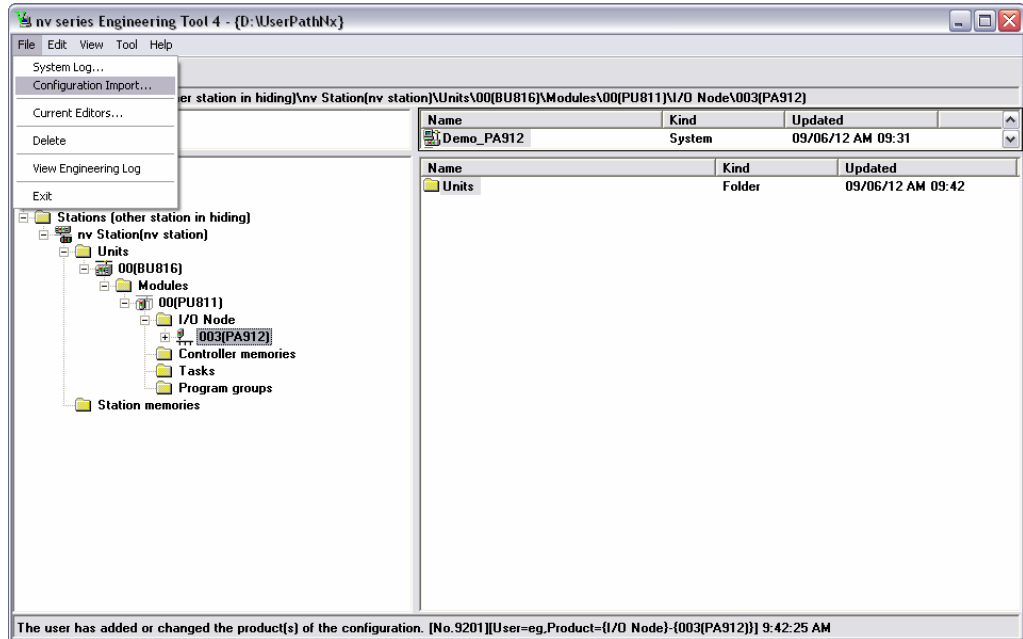 nv series Engineering Tool 4 - {D:\UserPathNx}
File Edit View Tool Help
System Log...
Configuration Import...
Current Editors...
Delete
View Engineering Log
Exit
er station in hiding)\nv Station(nv station)\Units\00(BU816)\Modules\00(PU811)\I/O Node\003(PA912)
Name Kind Updated
Demo_PA912 System 09/06/12 AM 09:31
Name Kind Updated
Units Folder 09/06/12 AM 09:42
Stations (other station in hiding)
nv Station(nv station)
Units
00(BU816)
Modules
00(PU811)
I/O Node
003(PA912)
Controller memories
Tasks
Program groups
Station memories
The user has added or changed the product(s) of the configuration. [No.9201][User=eg,Product={I/O Node}-{003(PA912)}] 9:42:25 AM